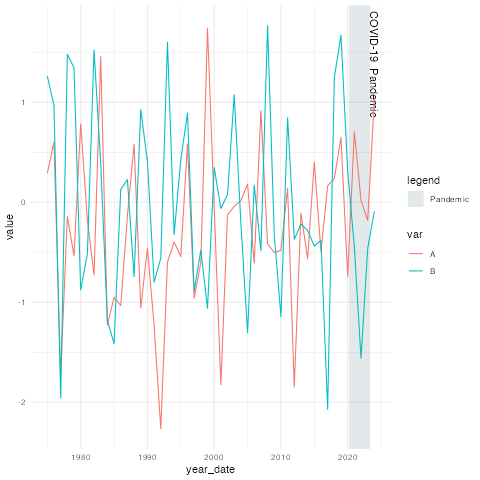 COVID-19 Pandemic
1
0
-1
-2
value
1980
1990
2000
2010
2020
year_date
legend
Pandemic
var
A
B